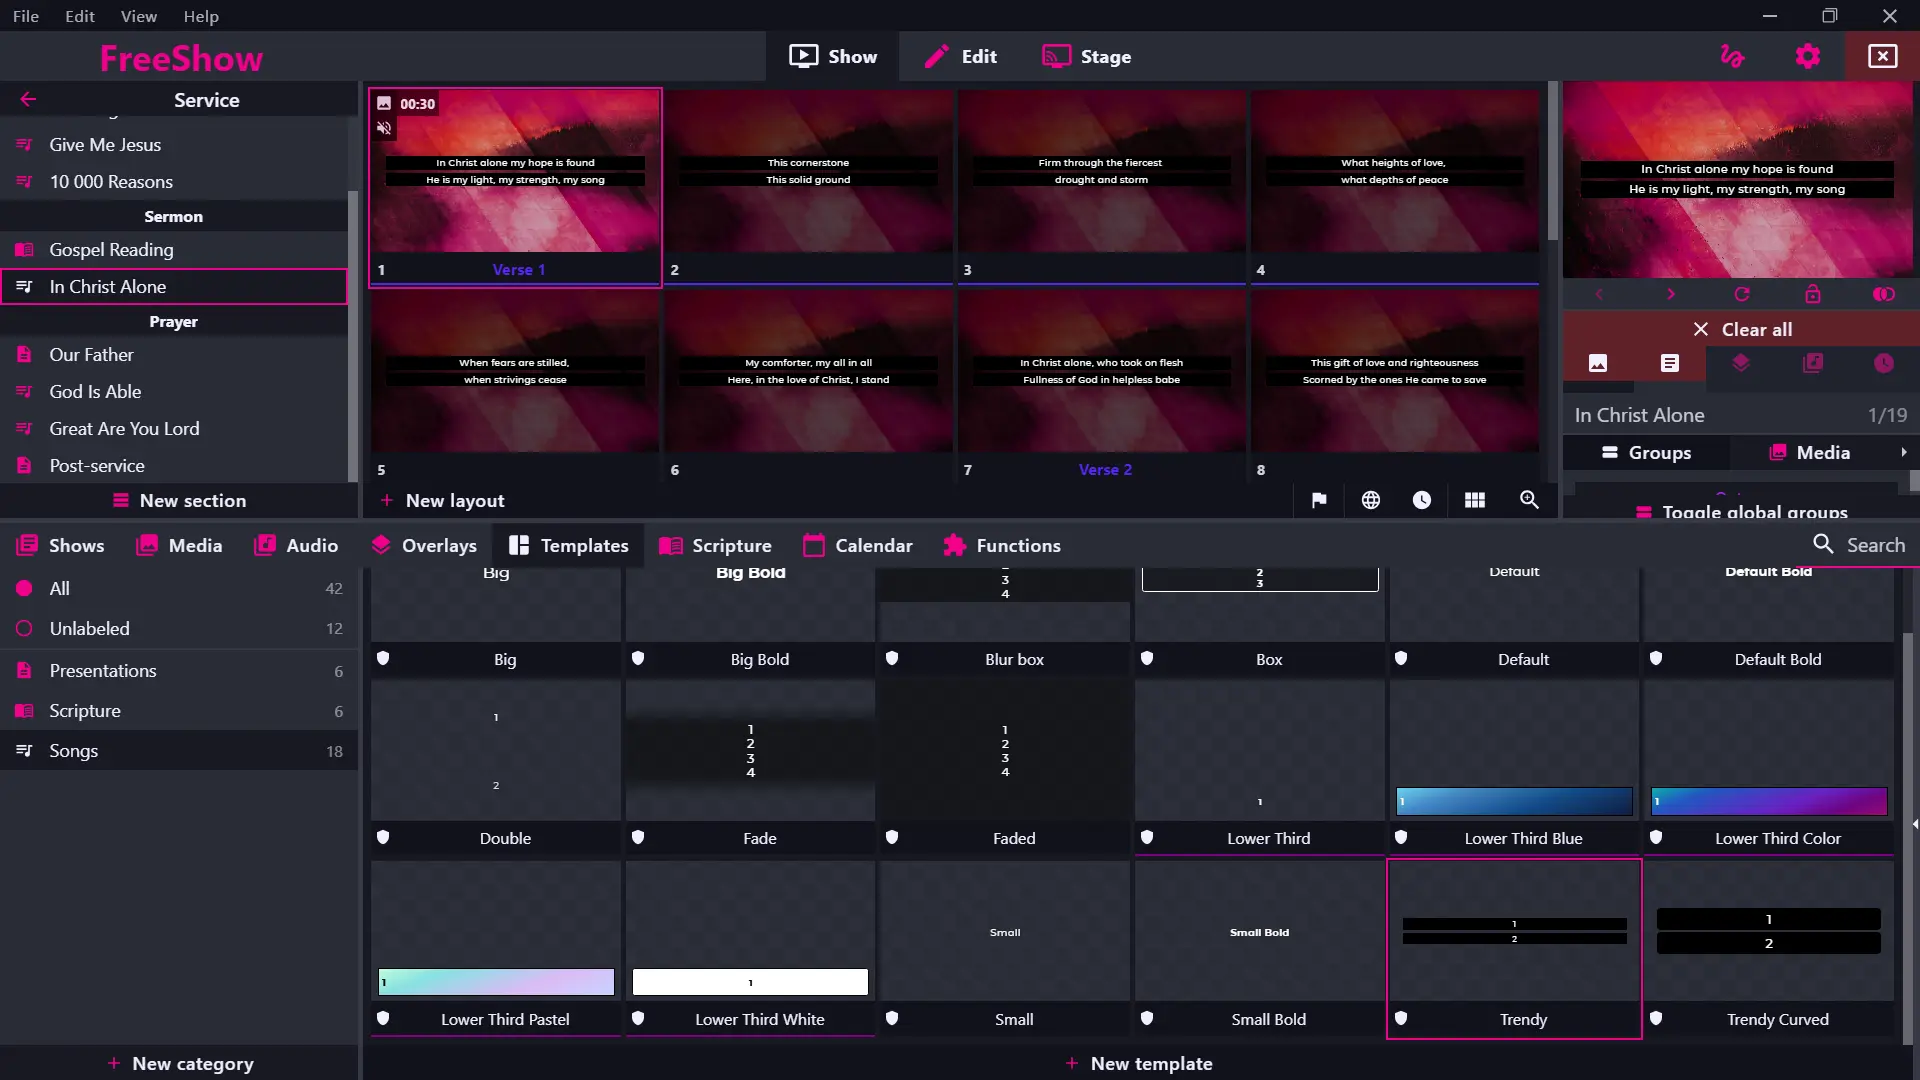 File Edit View Help
FreeShow
Show Edit Stage
Service
Give Me Jesus
10 000 Reasons
Sermon
Gospel Reading
In Christ Alone
Prayer
Our Father
God Is Able
Great Are You Lord
Post-service
New section
00:30
In Christ alone my hope is found
He is my light, my strength, my song
1 Verse 1
This cornerstone
This solid ground
2
Firm through the fiercest
drought and storm
3
What heights of love,
what depths of peace
4
When fears are stilled,
when strivings cease
5
My comforter, my all in all
Here, in the love of Christ, I stand
6
In Christ alone, who took on flesh
Fullness of God in helpless babe
7 Verse 2
This gift of love and righteousness
Scorned by the ones He came to save
8
New layout
In Christ alone my hope is found
He is my light, my strength, my song
Clear all
In Christ Alone 1/19
Groups Media
Toggle global groups
Shows Media Audio Overlays Templates Scripture Calendar Functions Search
All 42
Unlabeled 12
Presentations 6
Scripture 6
Songs 18
New category
Big
Big
Big Bold
Big Bold
3
4
Blur box
2
3
Box
Default
Default
Default Bold
Default Bold
1
2
Double
1
2
3
4
Fade
1
2
3
4
Faded
1
Lower Third
1
Lower Third Blue
1
Lower Third Color
1
Lower Third Pastel
1
Lower Third White
Small
Small
Small Bold
Small Bold
1
2
Trendy
1
2
Trendy Curved
New template